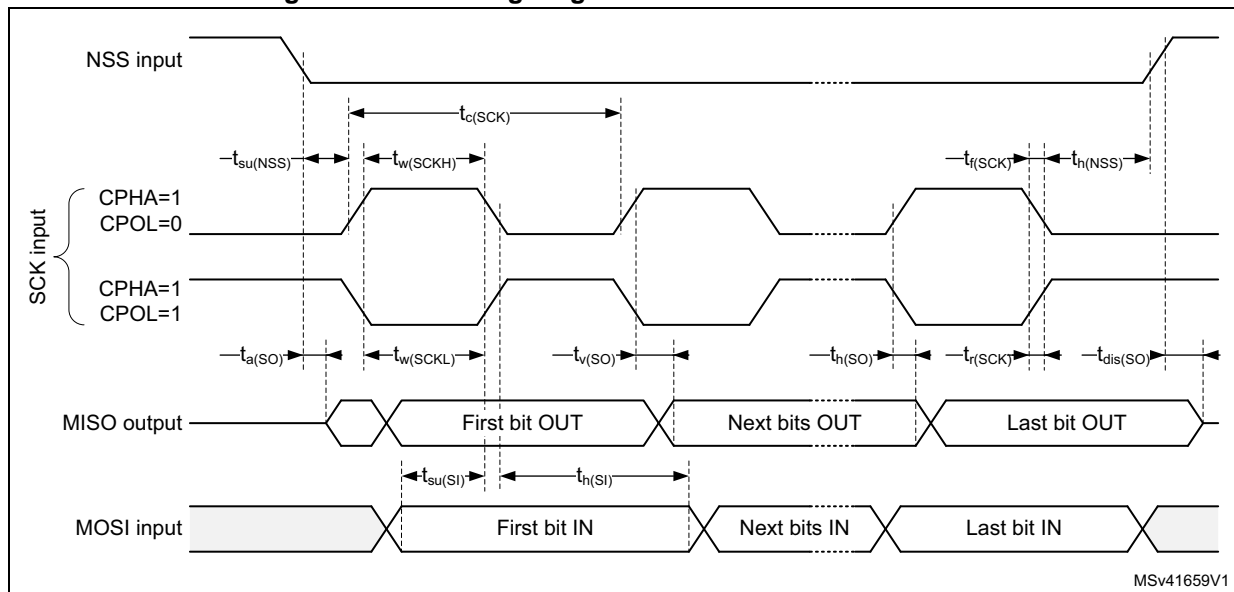 NSS input
tc(SCK)
tsu(NSS)
tw(SCKH)
tf(SCK)
th(NSS)
SCK input
CPHA=1
CPOL=0
CPHA=1
CPOL=1
ta(SO)
tw(SCKL)
tv(SO)
th(SO)
tr(SCK)
tdis(SO)
MISO output
First bit OUT
Next bits OUT
Last bit OUT
tsu(SI)
th(SI)
MOSI input
First bit IN
Next bits IN
Last bit IN
MSv41659V1